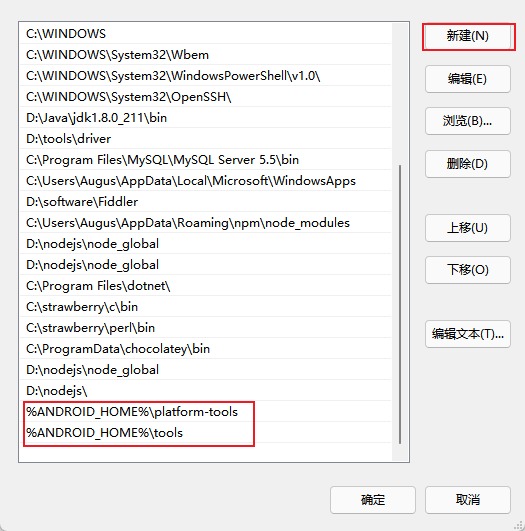 C:\WINDOWS
C:\WINDOWS\System32\Wbem
C:\WINDOWS\System32\WindowsPowerShell\v1.0\
C:\WINDOWS\System32\OpenSSH\
D:\Java\jdk1.8.0_211\bin
D:\tools\driver
C:\Program Files\MySQL\MySQL Server 5.5\bin
C:\Users\Augus\AppData\Local\Microsoft\WindowsApps
D:\software\Fiddler
C:\Users\Augus\AppData\Roaming\npm\node_modules
D:\nodejs\node_global
D:\nodejs\node_global
C:\Program Files\dotnet\
C:\strawberry\c\bin
C:\strawberry\perl\bin
C:\ProgramData\chocolatey\bin
D:\nodejs\node_global
D:\nodejs\
%ANDROID_HOME%\platform-tools
%ANDROID_HOME%\tools
新建(N)
编辑(E)
浏览(B)...
删除(D)
上移(U)
下移(O)
编辑文本(T)...
确定
取消